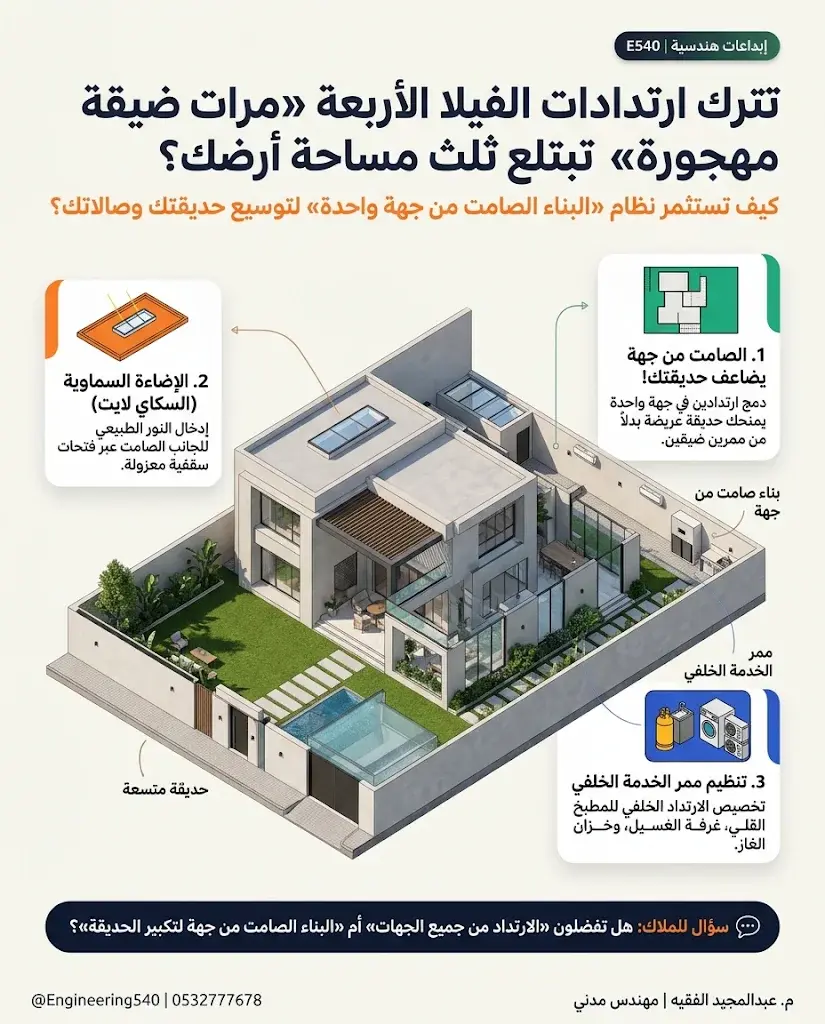 إبداعات هندسية | E540
تترك ارتدادات الفيلا الأربعة «مرات ضيقة
مهجورة» تبتلع ثلث مساحة أرضك؟
كيف تستثمر نظام «البناء الصامت من جهة واحدة» لتوسيع حديقتك وصالاتك؟
1. الصامت من جهة
يضاعف حديقتك!
دمج ارتدادين في جهة واحدة
يمنحك حديقة عريضة بدلاً
من ممرين ضيقين.
2. الإضاءة السماوية
(السكاي لايت)
إدخال النور الطبيعي
للجانب الصامت عبر فتحات
سقفية معزولة.
بناء صامت من
جهة
ممر
الخدمة الخلفي
3. تنظيم ممر الخدمة الخلفي
تخصيص الارتداد الخلفي للمطبخ
القلي، غرفة الغسيل، وخزان
الغاز.
حديقة متسعة
سؤال للملاك: هل تفضلون «الارتداد من جميع الجهات» أم «البناء الصامت من جهة لتكبير الحديقة»؟
م. عبدالمجيد الفقيه | مهندس مدني
@Engineering540 | 0532777678